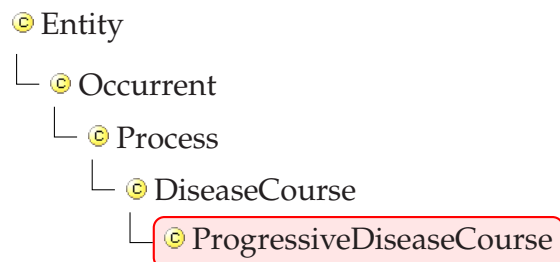 © Entity
© Occurrent
© Process
© DiseaseCourse
© ProgressiveDiseaseCourse